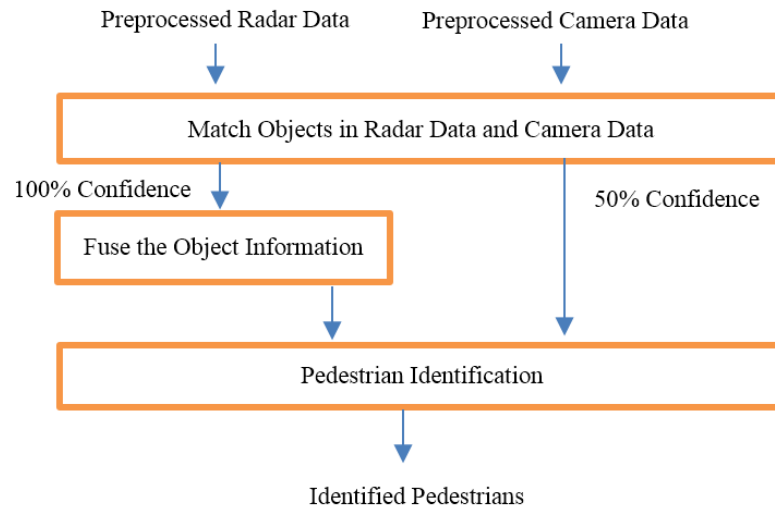 Preprocessed Radar Data
Preprocessed Camera Data
Match Objects in Radar Data and Camera Data
100% Confidence
50% Confidence
Fuse the Object Information
Pedestrian Identification
Identified Pedestrians